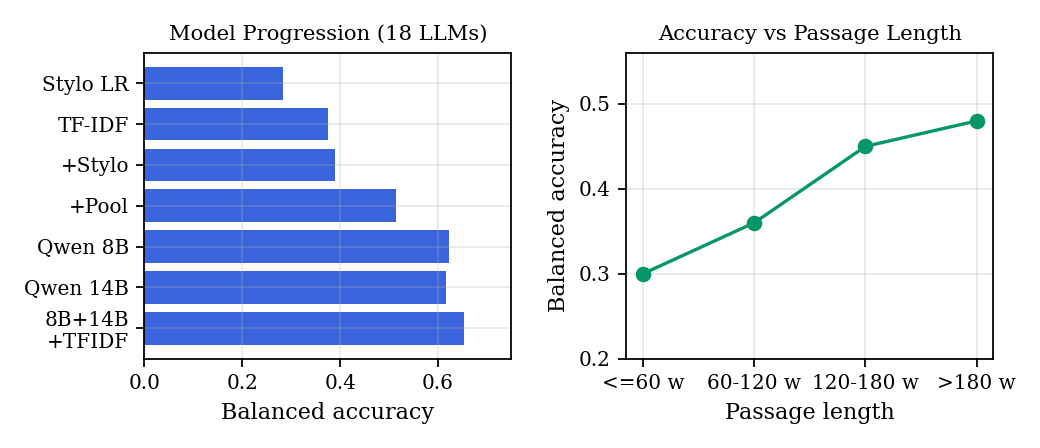 Model Progression (18 LLMs)
Stylo LR
TF-IDF
+Stylo
+Pool
Qwen 8B
Qwen 14B
8B+14B
+TFIDF
0.0 0.2 0.4 0.6
Balanced accuracy
Accuracy vs Passage Length
Balanced accuracy
0.5
0.4
0.3
0.2
<=60 w 60-120 w 120-180 w >180 w
Passage length